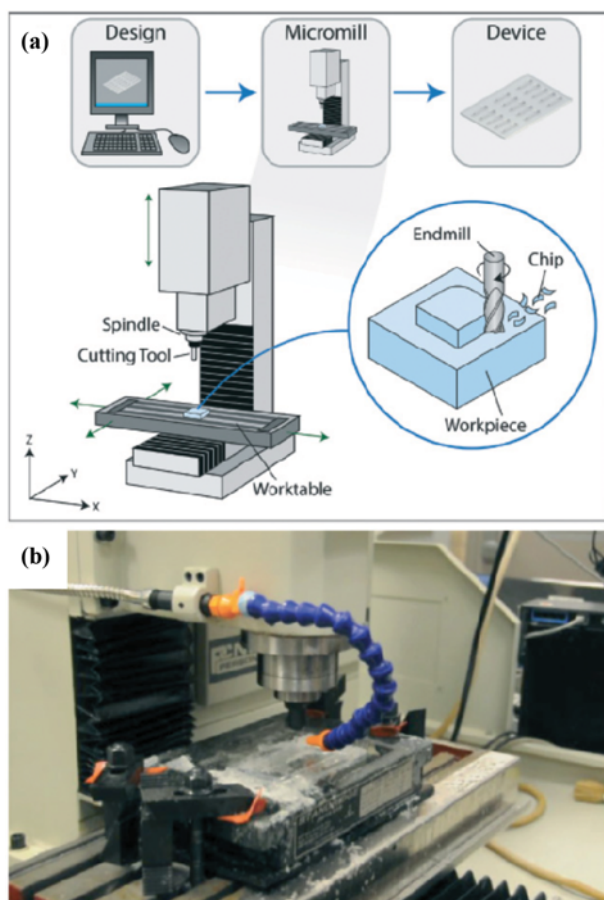 (a)
Design
Micromill
Device
Endmill
Chip
Spindle
Cutting Tool
Workpiece
Worktable
Z
Y
X
(b)